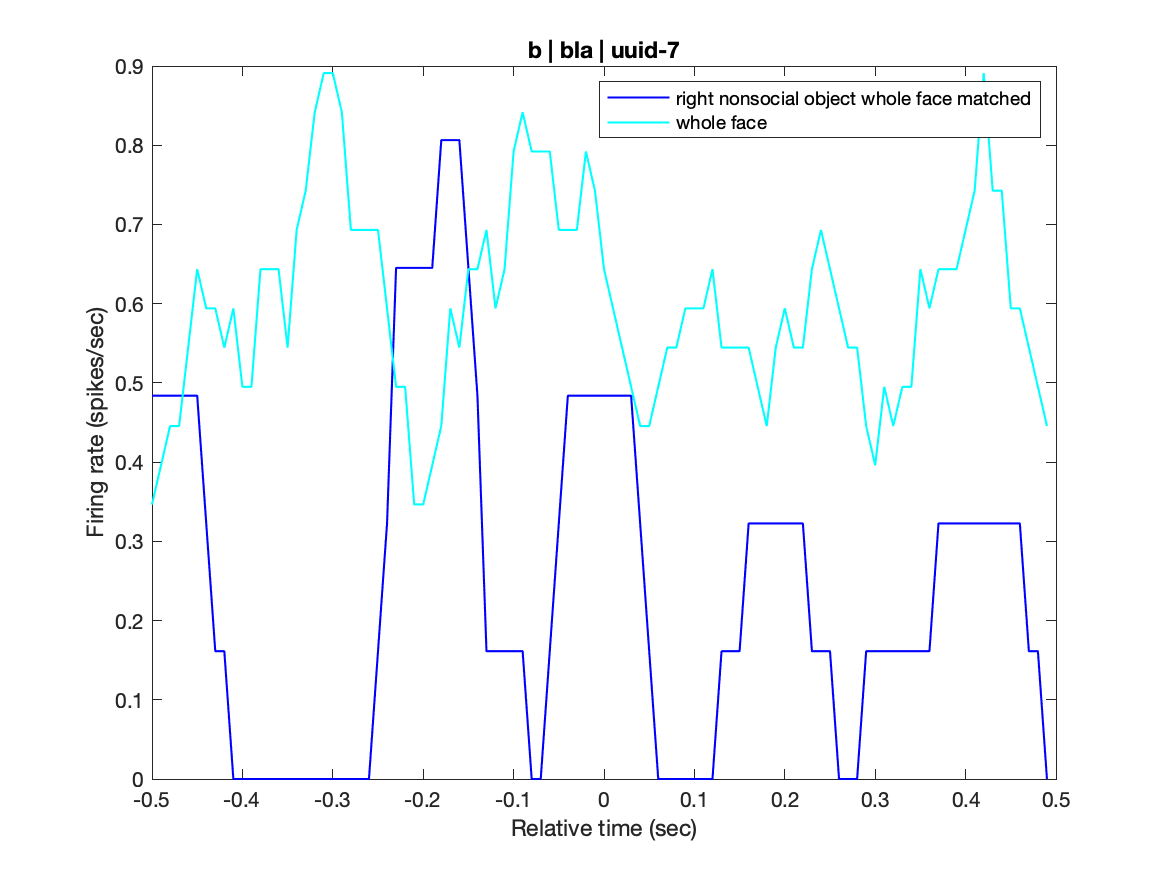 b | bla | uuid-7
right nonsocial object whole face matched
whole face
Firing rate (spikes/sec)
0.9
0.8
0.7
0.6
0.5
0.4
0.3
0.2
0.1
0
-0.5 -0.4 -0.3 -0.2 -0.1 0 0.1 0.2 0.3 0.4 0.5
Relative time (sec)